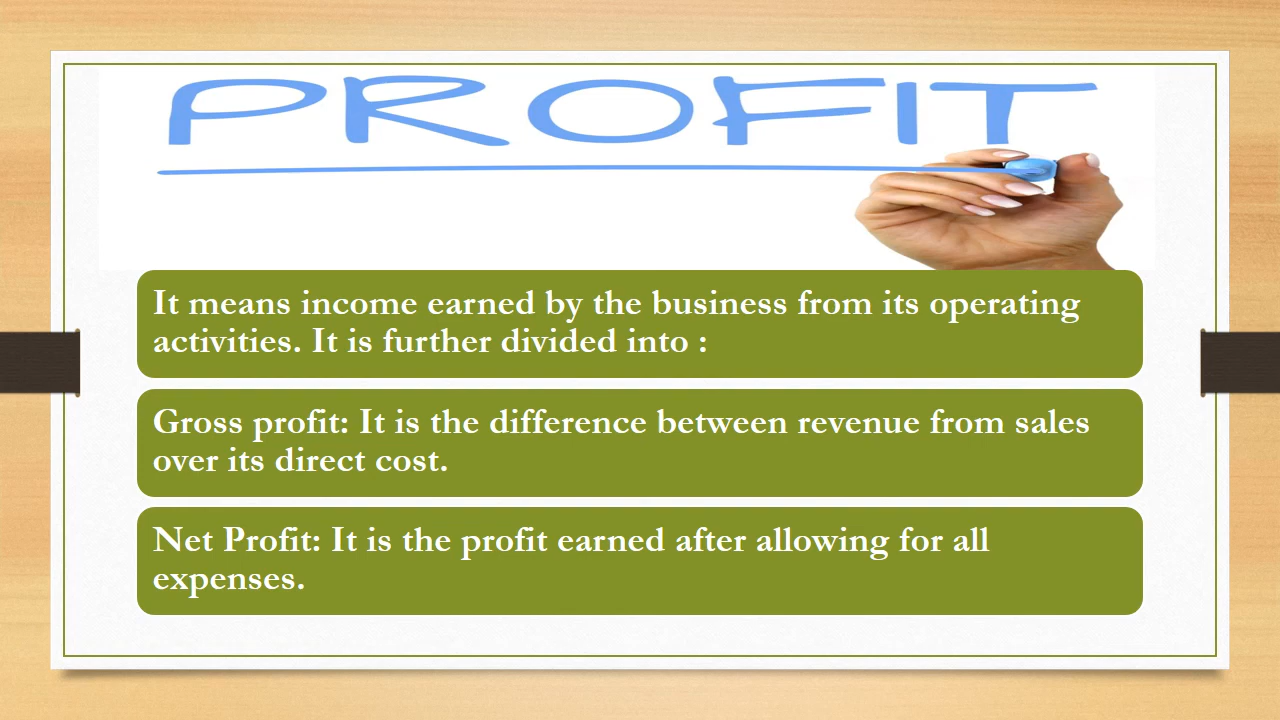 PROFIT
It means income earned by the business from its operating
activities. It is further divided into :
Gross profit: It is the difference between revenue from sales
over its direct cost.
Net Profit: It is the profit earned after allowing for all
expenses.